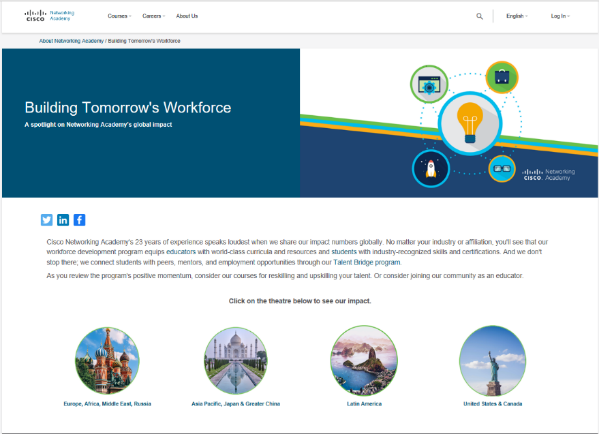 CISCO Networking Academy
Courses Careers About Us
English Log In
About Networking Academy / Building Tomorrow's Workforce
Building Tomorrow's Workforce
A spotlight on Networking Academy's global impact
CISCO Networking Academy
Cisco Networking Academy's 23 years of experience speaks loudest when we share our impact numbers globally. No matter your industry or affiliation, you'll see that our
workforce development program equips educators with world-class curricula and resources and students with industry-recognized skills and certifications. And we don't
stop there; we connect students with peers, mentors, and employment opportunities through our Talent Bridge program.
As you review the program's positive momentum, consider our courses for reskilling and upskilling your talent. Or consider joining our community as an educator.
Click on the theatre below to see our impact.
Europe, Africa, Middle East, Russia
Asia Pacific, Japan & Greater China
Latin America
United States & Canada